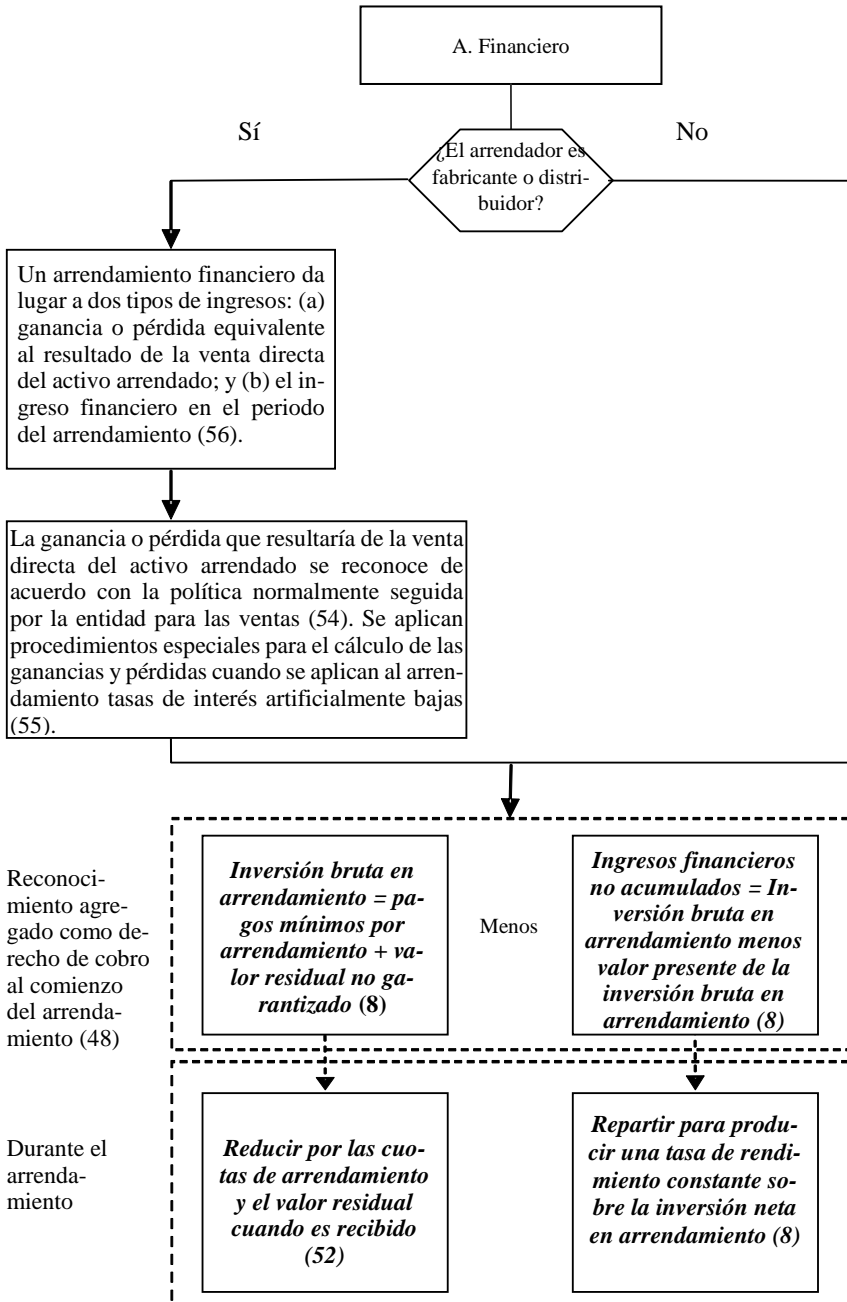 A. Financiero
Sí
No
¿El arrendador es
fabricante o distri-
buidor?
Un arrendamiento financiero da
lugar a dos tipos de ingresos: (a)
ganancia o pérdida equivalente
al resultado de la venta directa
del activo arrendado; y (b) el in-
greso financiero en el periodo
del arrendamiento (56).
La ganancia o pérdida que resultaría de la venta
directa del activo arrendado se reconoce de
acuerdo con la política normalmente seguida
por la entidad para las ventas (54). Se aplican
procedimientos especiales para el cálculo de las
ganancias y pérdidas cuando se aplican al arren-
damiento tasas de interés artificialmente bajas
(55).
Reconoci-
miento agre-
gado como de-
recho de cobro
al comienzo
del arrenda-
miento (48)
Inversión bruta en
arrendamiento = pa-
gos mínimos por
arrendamiento + va-
lor residual no ga-
rantizado (8)
Menos
Ingresos financieros
no acumulados = In-
versión bruta en
arrendamiento menos
valor presente de la
inversión bruta en
arrendamiento (8)
Durante el
arrenda-
miento
Reducir por las cuo-
tas de arrendamiento
y el valor residual
cuando es recibido
(52)
Repartir para produ-
cir una tasa de rendi-
miento constante so-
bre la inversión neta
en arrendamiento (8)